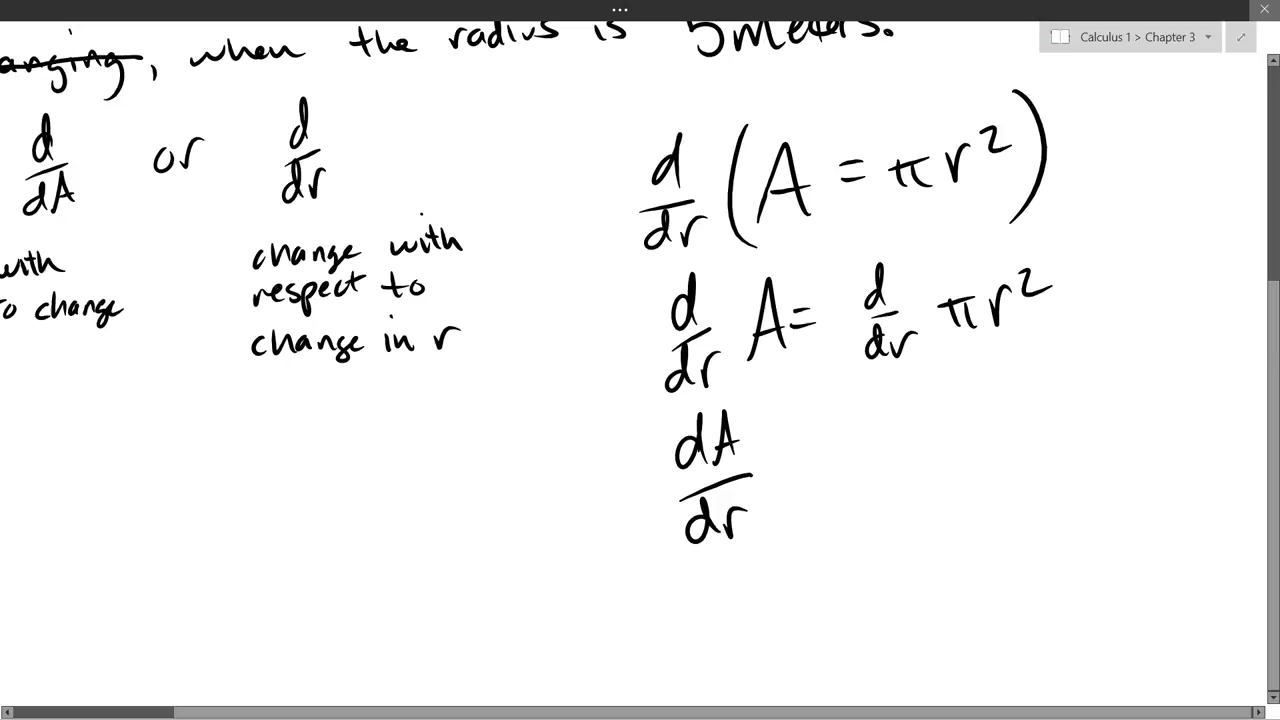 ...
Calculus 1 > Chapter 3
anging, when the radius is 5 meters.
d/dA or d/dr
with
to change
change with
respect to
change in r
d/dr (A = πr²)
d/dr A = d/dr πr²
dA/dr